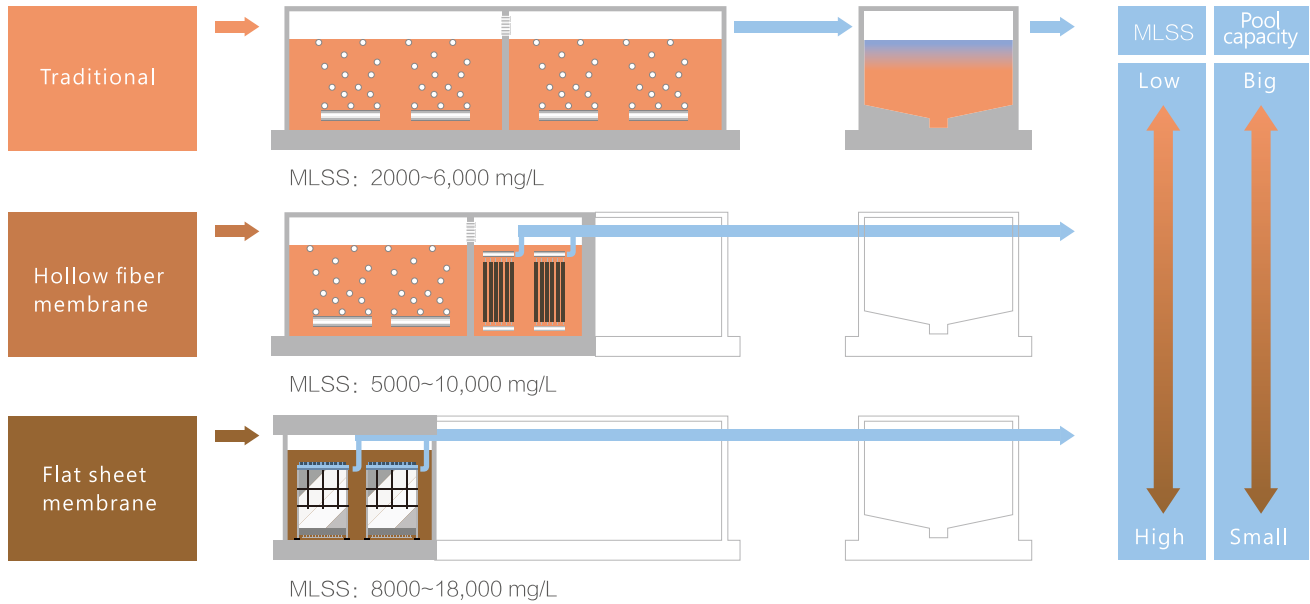 Traditional
MLSS: 2000~6,000 mg/L
Hollow fiber
membrane
MLSS: 5000~10,000 mg/L
Flat sheet
membrane
MLSS: 8000~18,000 mg/L
MLSS
Pool
capacity
Low
Big
High
Small